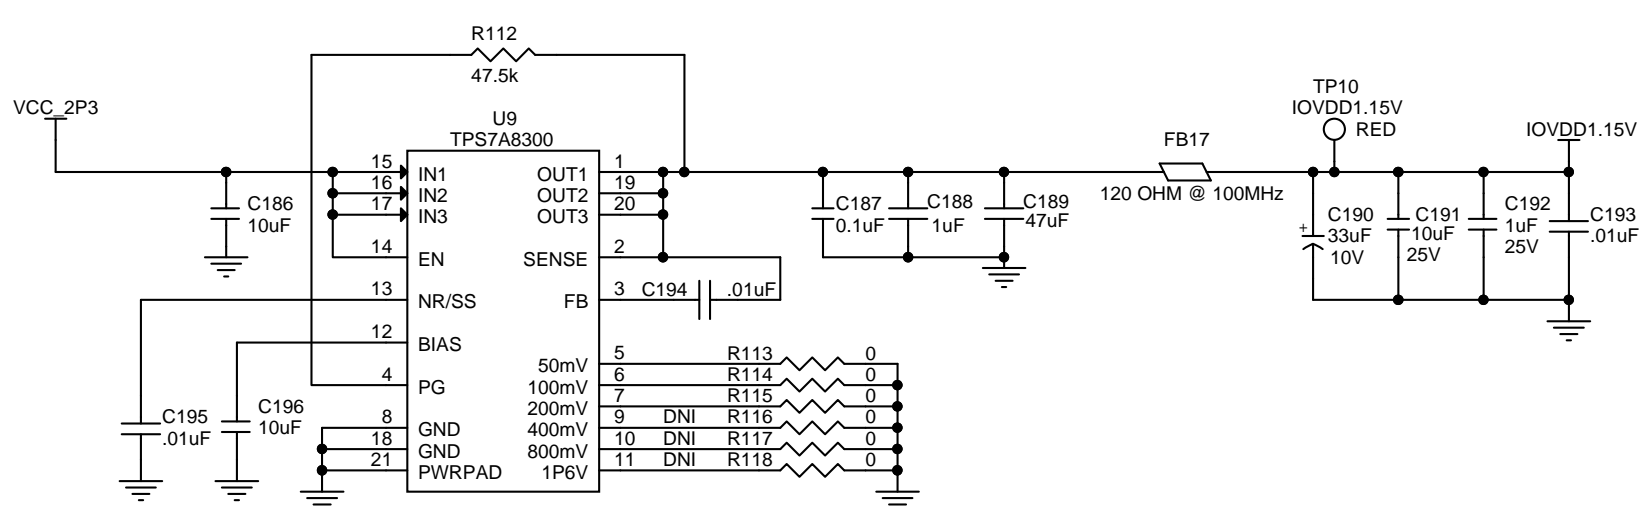 R112
47.5k
VCC_2P3
U9
TPS7A8300
15 IN1
16 IN2
17 IN3
14 EN
13 NR/SS
12 BIAS
4 PG
8 GND
18 GND
21 PWRPAD
OUT1 1
OUT2 19
OUT3 20
SENSE 2
FB 3
50mV 5
100mV 6
200mV 7
400mV 9
800mV 10
1P6V 11
C186
10uF
C195
.01uF
C196
10uF
C194 .01uF
R113 0
R114 0
R115 0
DNI R116 0
DNI R117 0
DNI R118 0
C187
0.1uF
C188
1uF
C189
47uF
FB17
120 OHM @ 100MHz
TP10
IOVDD1.15V
RED
IOVDD1.15V
+
C190
33uF
10V
C191
10uF
25V
C192
1uF
25V
C193
.01uF